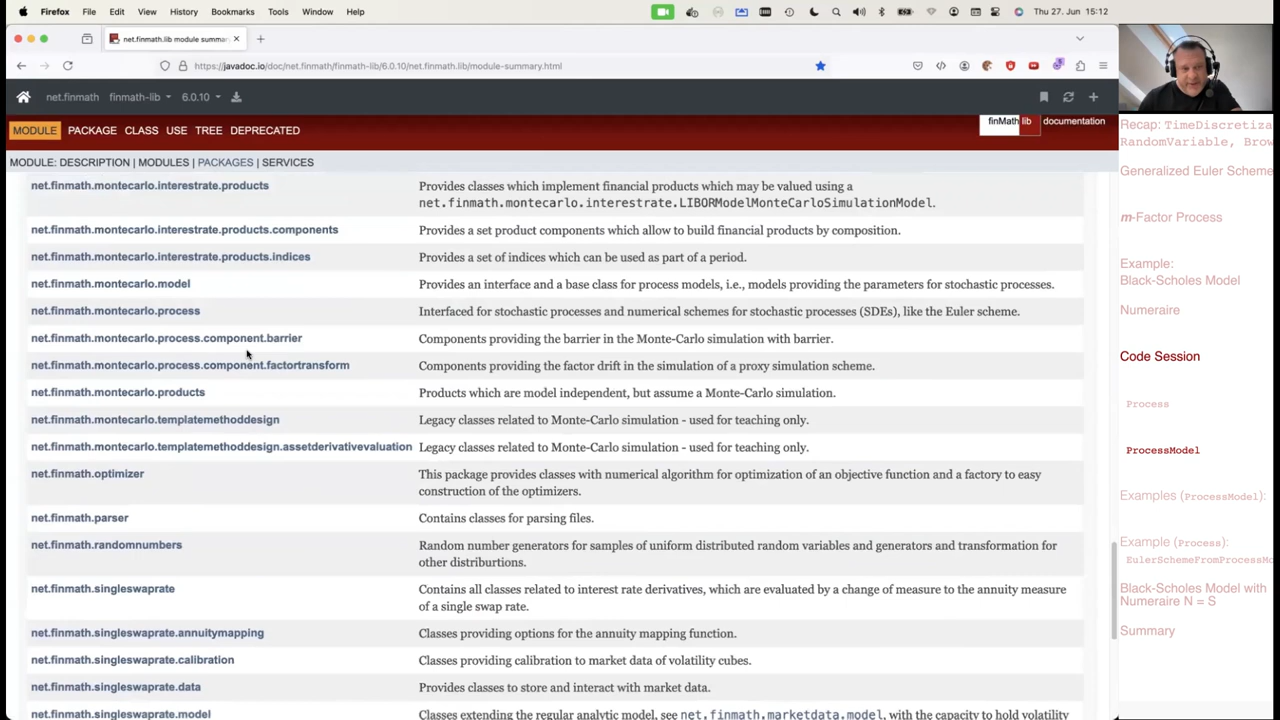 Firefox File Edit View History Bookmarks Tools Window Help Thu 27. Jun 15:12
net.finmath.lib module summar
https://javadoc.io/doc/net.finmath/finmath-lib/6.0.10/net.finmath.lib/module-summary.html
net.finmath finmath-lib 6.0.10
MODULE PACKAGE CLASS USE TREE DEPRECATED
finMath lib documentation
MODULE: DESCRIPTION | MODULES | PACKAGES | SERVICES
net.finmath.montecarlo.interestrate.products Provides classes which implement financial products which may be valued using a
net.finmath.montecarlo.interestrate.LIBORModelMonteCarloSimulationModel.
net.finmath.montecarlo.interestrate.products.components Provides a set product components which allow to build financial products by composition.
net.finmath.montecarlo.interestrate.products.indices Provides a set of indices which can be used as part of a period.
net.finmath.montecarlo.model Provides an interface and a base class for process models, i.e., models providing the parameters for stochastic processes.
net.finmath.montecarlo.process Interfaced for stochastic processes and numerical schemes for stochastic processes (SDEs), like the Euler scheme.
net.finmath.montecarlo.process.component.barrier Components providing the barrier in the Monte-Carlo simulation with barrier.
net.finmath.montecarlo.process.component.factortransform Components providing the factor drift in the simulation of a proxy simulation scheme.
net.finmath.montecarlo.products Products which are model independent, but assume a Monte-Carlo simulation.
net.finmath.montecarlo.templatemethoddesign Legacy classes related to Monte-Carlo simulation - used for teaching only.
net.finmath.montecarlo.templatemethoddesign.assetderivativevaluation Legacy classes related to Monte-Carlo simulation - used for teaching only.
net.finmath.optimizer This package provides classes with numerical algorithm for optimization of an objective function and a factory to easy
construction of the optimizers.
net.finmath.parser Contains classes for parsing files.
net.finmath.randomnumbers Random number generators for samples of uniform distributed random variables and generators and transformation for
other distriburtions.
net.finmath.singleswaprate Contains all classes related to interest rate derivatives, which are evaluated by a change of measure to the annuity measure
of a single swap rate.
net.finmath.singleswaprate.annuitymapping Classes providing options for the annuity mapping function.
net.finmath.singleswaprate.calibration Classes providing calibration to market data of volatility cubes.
net.finmath.singleswaprate.data Provides classes to store and interact with market data.
net.finmath.singleswaprate.model Classes extending the regular analytic model, see net.finmath.marketdata.model, with the capacity to hold volatility
Recap: TimeDiscretiza
RandomVariable, Brow
Generalized Euler Scheme
m-Factor Process
Example:
Black-Scholes Model
Numeraire
Code Session
Process
ProcessModel
Examples (ProcessModel):
Example (Process):
EulerSchemeFromProcessMo
Black-Scholes Model with
Numeraire N = S
Summary